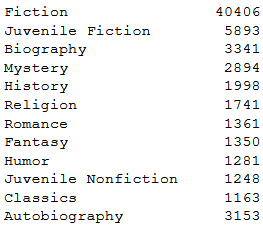 Fiction 40406
Juvenile Fiction 5893
Biography 3341
Mystery 2894
History 1998
Religion 1741
Romance 1361
Fantasy 1350
Humor 1281
Juvenile Nonfiction 1248
Classics 1163
Autobiography 3153